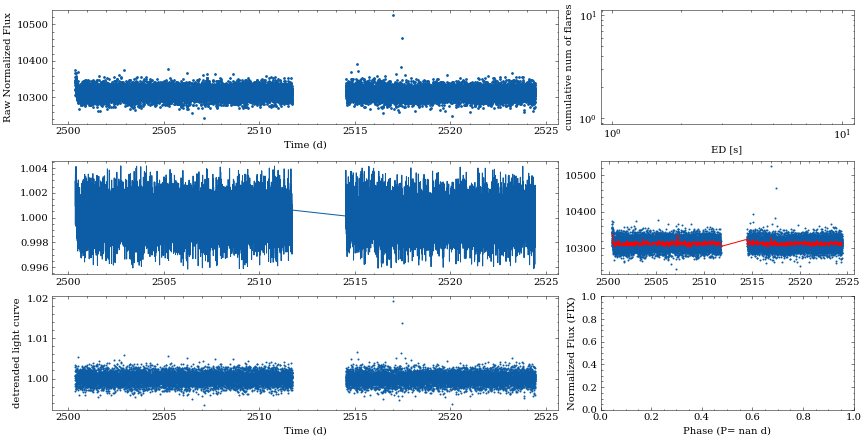 Raw Normalized Flux
10500
10400
10300
2500 2505 2510 2515 2520 2525
Time (d)
cumulative num of flares
10¹
10⁰
10⁰ 10¹
ED [s]
1.004
1.002
1.000
0.998
0.996
2500 2505 2510 2515 2520 2525
10500
10400
10300
2500 2505 2510 2515 2520 2525
detrended light curve
1.02
1.01
1.00
2500 2505 2510 2515 2520 2525
Time (d)
Normalized Flux (FIX)
1.0
0.8
0.6
0.4
0.2
0.0
0.0 0.2 0.4 0.6 0.8 1.0
Phase (P= nan d)